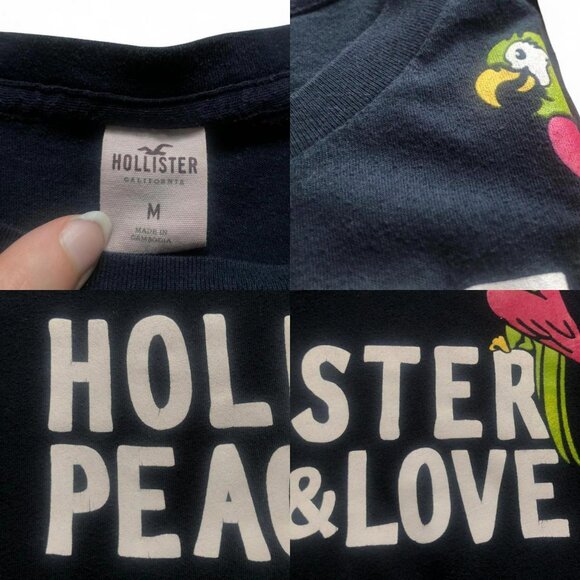 HOLLISTER
CALIFORNIA
M
MADE IN
CAMBODIA
HOL
STER
PEA
&LOVE